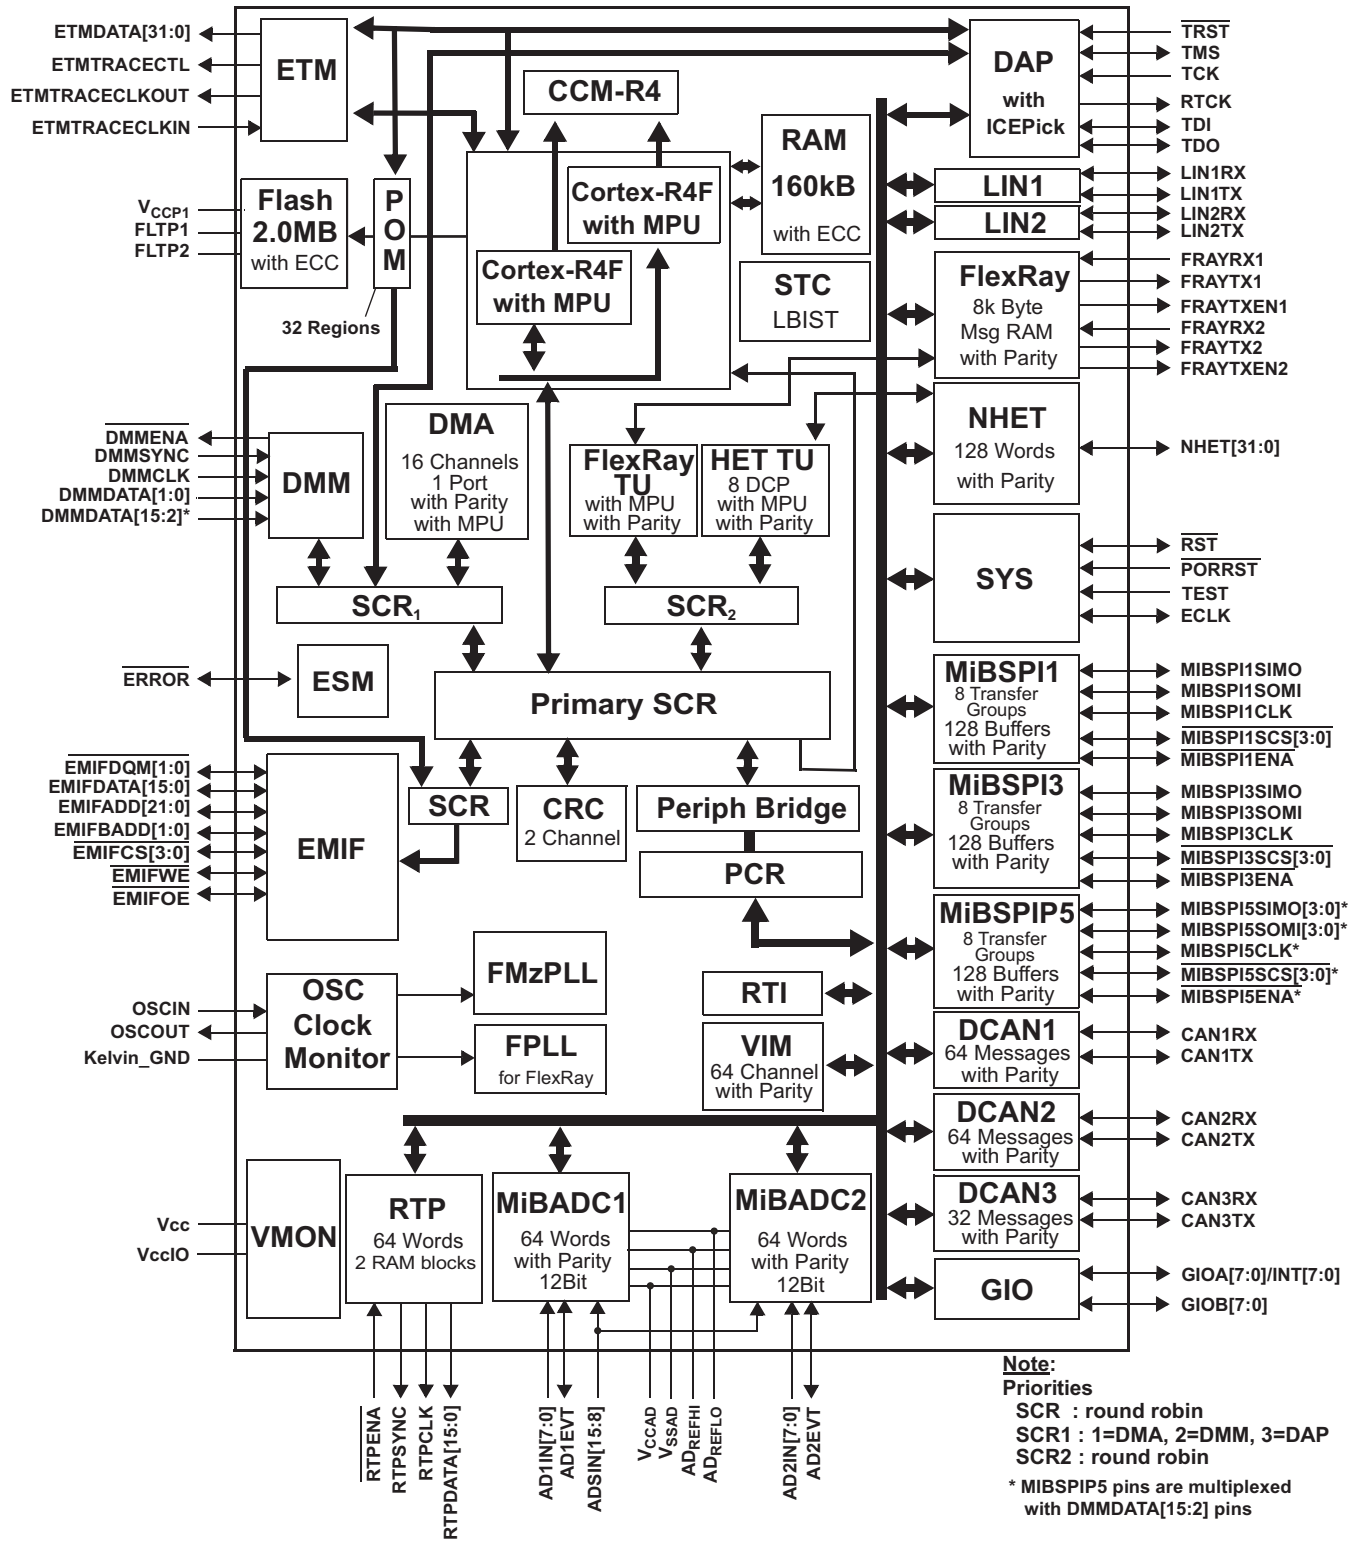 ETMDATA[31:0]
ETMTRACECTL
ETMTRACECLKOUT
ETMTRACECLKIN
ETM
CCM-R4
DAP
with
ICEPick
TRST
TMS
TCK
RTCK
TDI
TDO
VCCP1
FLTP1
FLTP2
Flash
2.0MB
with ECC
P
O
M
32 Regions
Cortex-R4F
with MPU
Cortex-R4F
with MPU
RAM
160kB
with ECC
STC
LBIST
LIN1
LIN2
LIN1RX
LIN1TX
LIN2RX
LIN2TX
FlexRay
8k Byte
Msg RAM
with Parity
FRAYRX1
FRAYTX1
FRAYTXEN1
FRAYRX2
FRAYTX2
FRAYTXEN2
DMMENA
DMMSYNC
DMMCLK
DMMDATA[1:0]
DMMDATA[15:2]*
DMM
DMA
16 Channels
1 Port
with Parity
with MPU
FlexRay
TU
with MPU
with Parity
HET TU
8 DCP
with MPU
with Parity
NHET
128 Words
with Parity
NHET[31:0]
SCR1
SCR2
SYS
RST
PORRST
TEST
ECLK
ERROR
ESM
Primary SCR
MiBSPI1
8 Transfer
Groups
128 Buffers
with Parity
MIBSPI1SIMO
MIBSPI1SOMI
MIBSPI1CLK
MIBSPI1SCS[3:0]
MIBSPI1ENA
EMIFDQM[1:0]
EMIFDATA[15:0]
EMIFADD[21:0]
EMIFBADD[1:0]
EMIFCS[3:0]
EMIFWE
EMIFOE
EMIF
SCR
CRC
2 Channel
Periph Bridge
PCR
MiBSPI3
8 Transfer
Groups
128 Buffers
with Parity
MIBSPI3SIMO
MIBSPI3SOMI
MIBSPI3CLK
MIBSPI3SCS[3:0]
MIBSPI3ENA
MiBSPIP5
8 Transfer
Groups
128 Buffers
with Parity
MIBSPI5SIMO[3:0]*
MIBSPI5SOMI[3:0]*
MIBSPI5CLK*
MIBSPI5SCS[3:0]*
MIBSPI5ENA*
OSCIN
OSCOUT
Kelvin_GND
OSC
Clock
Monitor
FMzPLL
FPLL
for FlexRay
RTI
VIM
64 Channel
with Parity
DCAN1
64 Messages
with Parity
CAN1RX
CAN1TX
DCAN2
64 Messages
with Parity
CAN2RX
CAN2TX
DCAN3
32 Messages
with Parity
CAN3RX
CAN3TX
Vcc
VccIO
VMON
RTP
64 Words
2 RAM blocks
MiBADC1
64 Words
with Parity
12Bit
MiBADC2
64 Words
with Parity
12Bit
GIO
GIOA[7:0]/INT[7:0]
GIOB[7:0]
RTPENA
RTPSYNC
RTPCLK
RTPDATA[15:0]
AD1IN[7:0]
AD1EVT
ADSIN[15:8]
VCCAD
VSSAD
ADREFHI
ADREFLO
AD2IN[7:0]
AD2EVT
Note:
Priorities
SCR : round robin
SCR1 : 1=DMA, 2=DMM, 3=DAP
SCR2 : round robin
* MIBSPIP5 pins are multiplexed
with DMMDATA[15:2] pins